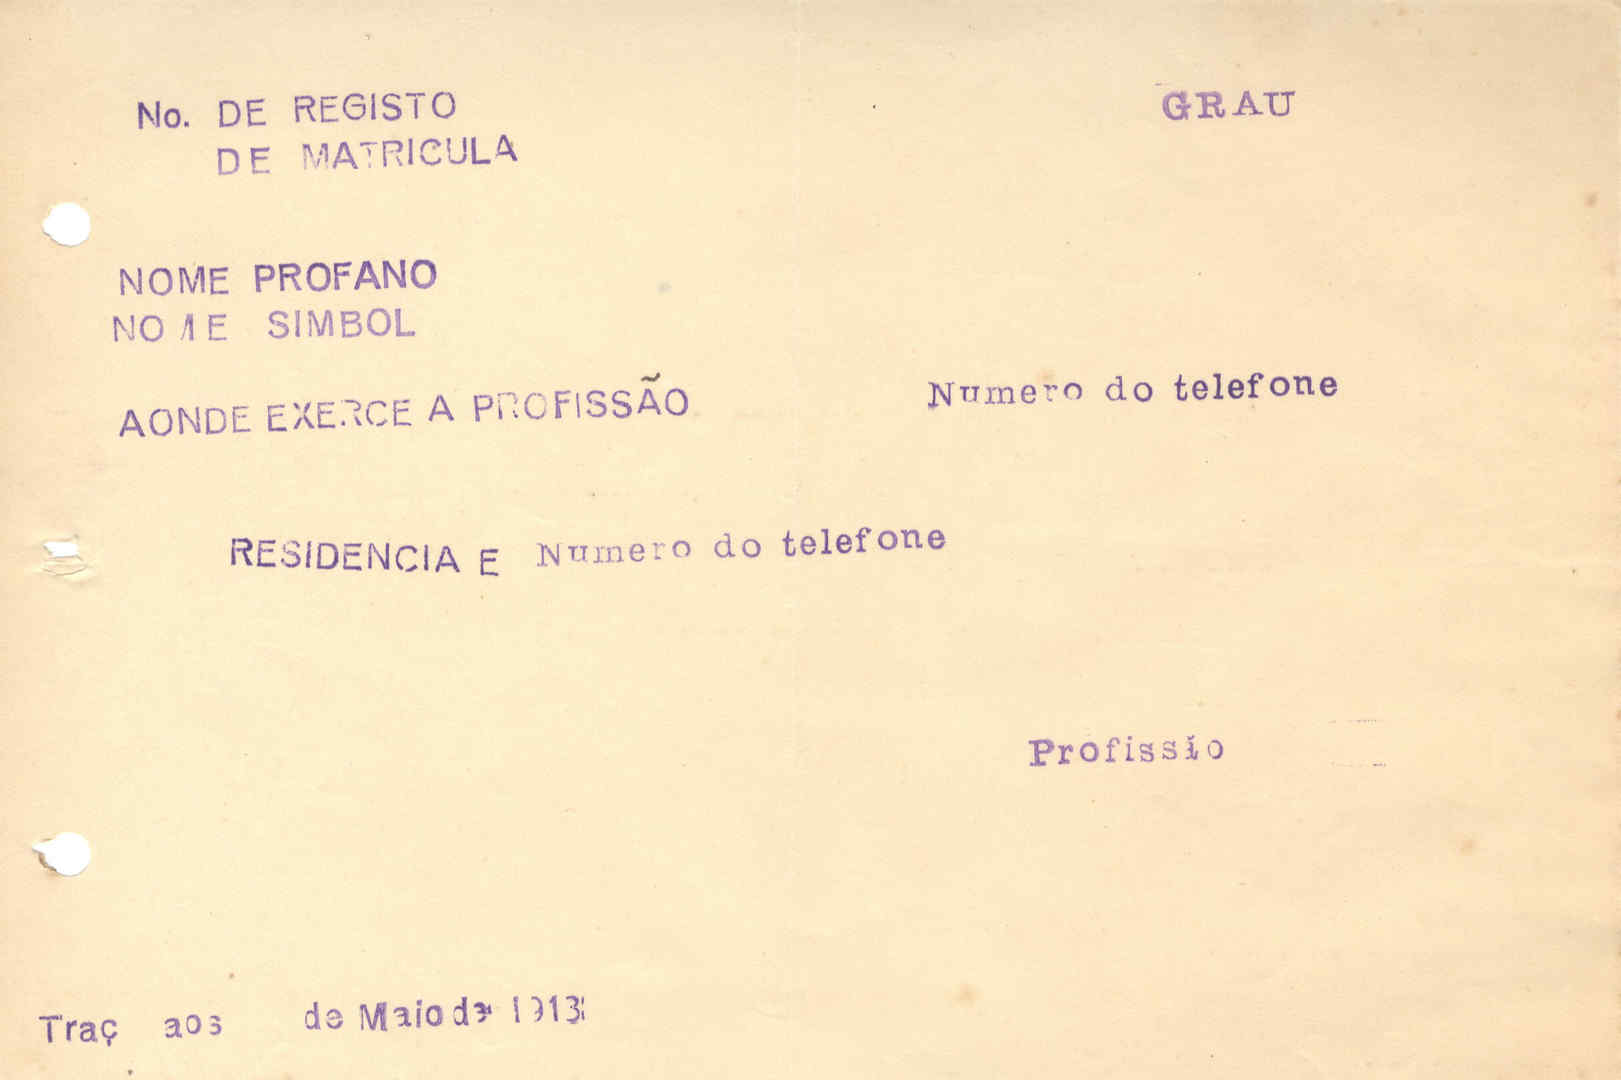 No. DE REGISTO
GRAU
DE MATRICULA
NOME PROFANO
NOME SIMBOL
AONDE EXERCE A PROFISSÃO
Numero do telefone
RESIDENCIA E Numero do telefone
Profissão
Traç aos de Maio de 1913